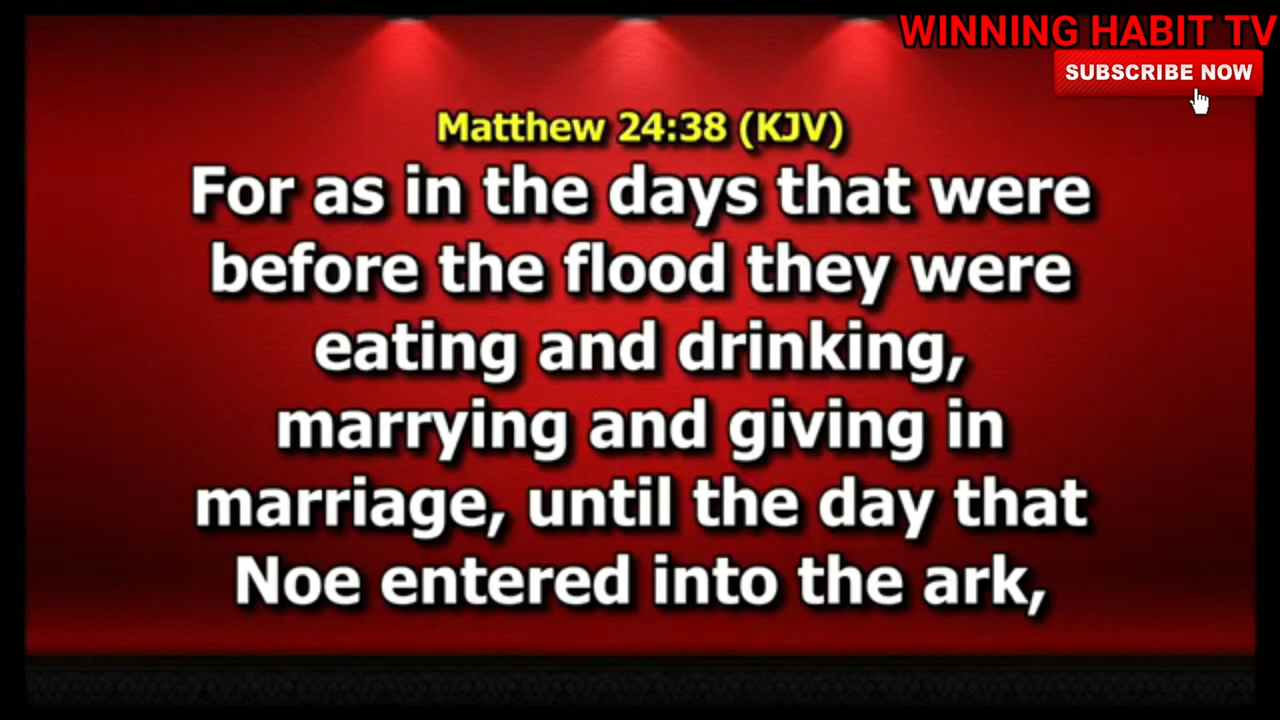 WINNING HABIT TV
SUBSCRIBE NOW
Matthew 24:38 (KJV)
For as in the days that were
before the flood they were
eating and drinking,
marrying and giving in
marriage, until the day that
Noe entered into the ark,